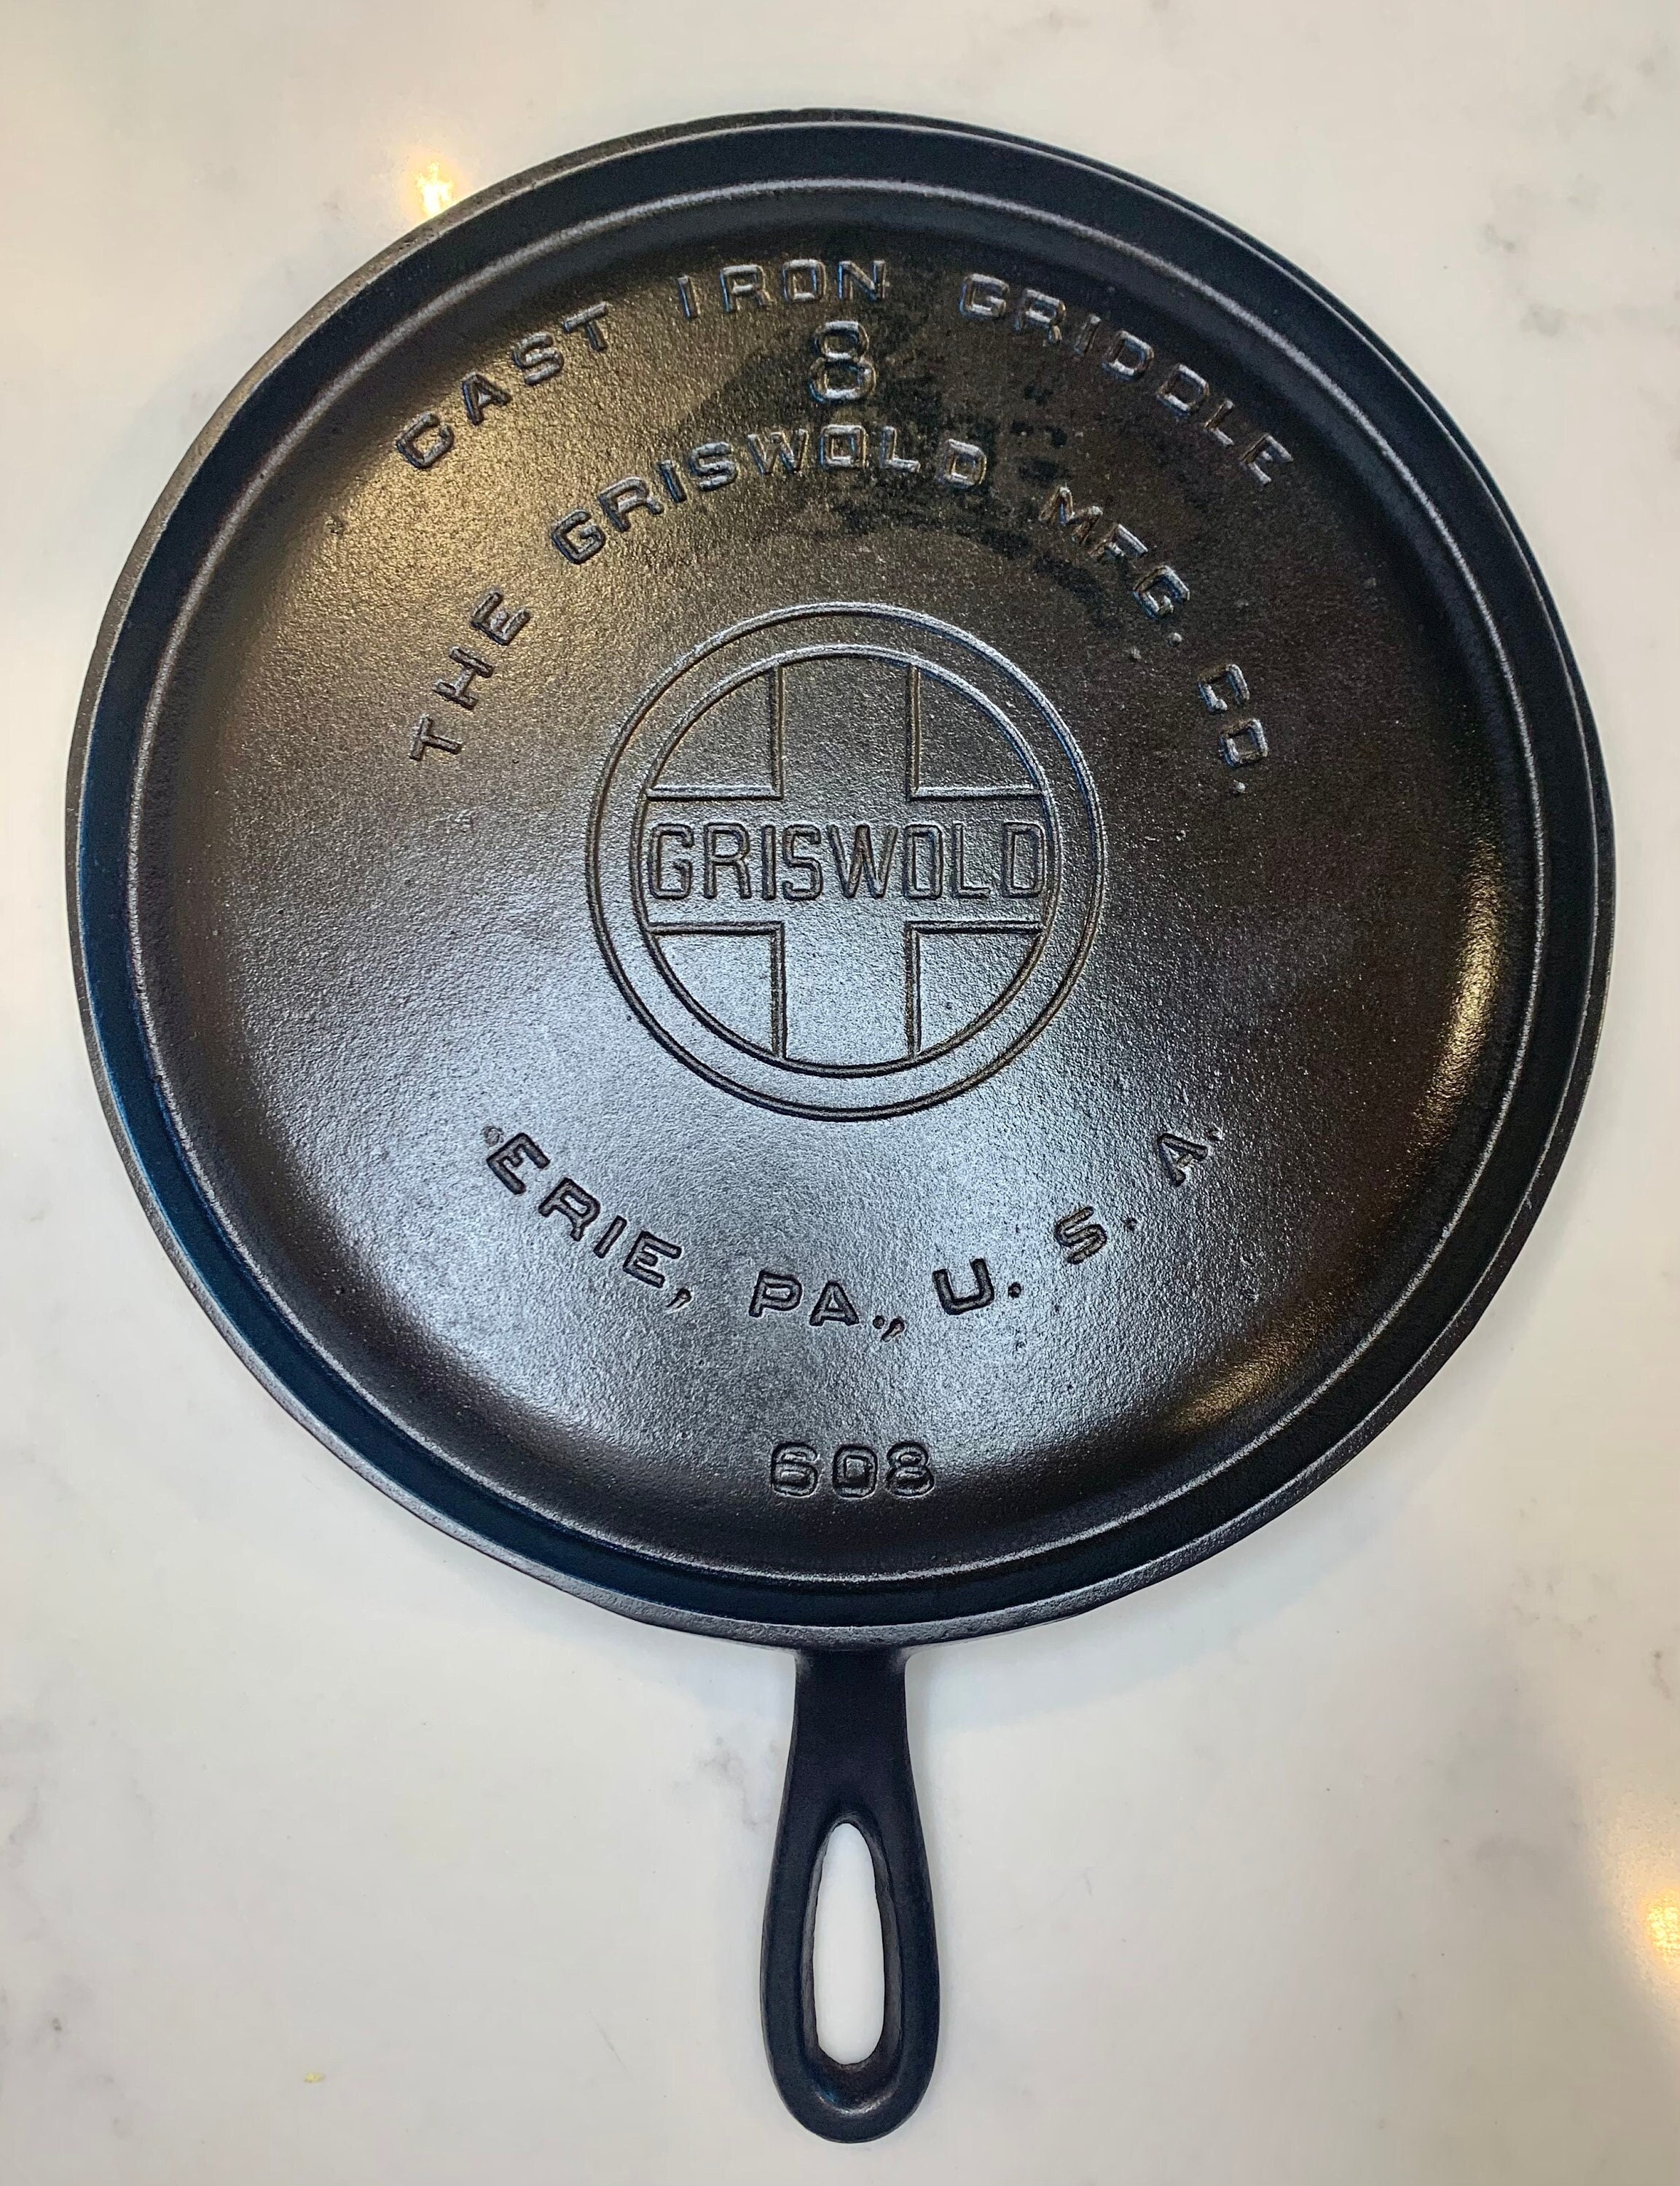 CAST IRON GRIDDLE
8
THE GRISWOLD MFG. CO.
GRISWOLD
ERIE, PA., U. S. A.
608